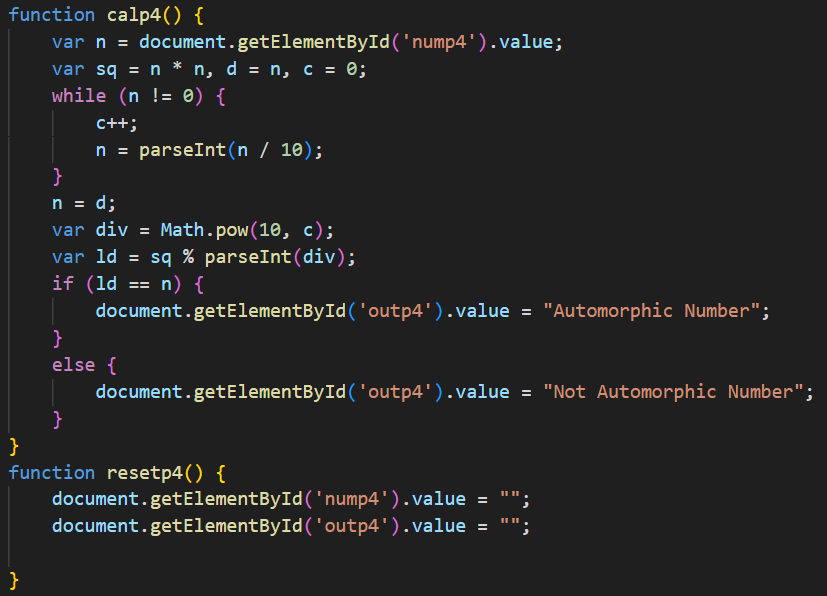 function calp4() {
    var n = document.getElementById('nump4').value;
    var sq = n * n, d = n, c = 0;
    while (n != 0) {
        c++;
        n = parseInt(n / 10);
    }
    n = d;
    var div = Math.pow(10, c);
    var ld = sq % parseInt(div);
    if (ld == n) {
        document.getElementById('outp4').value = "Automorphic Number";
    }
    else {
        document.getElementById('outp4').value = "Not Automorphic Number";
    }
}
function resetp4() {
    document.getElementById('nump4').value = "";
    document.getElementById('outp4').value = "";

}